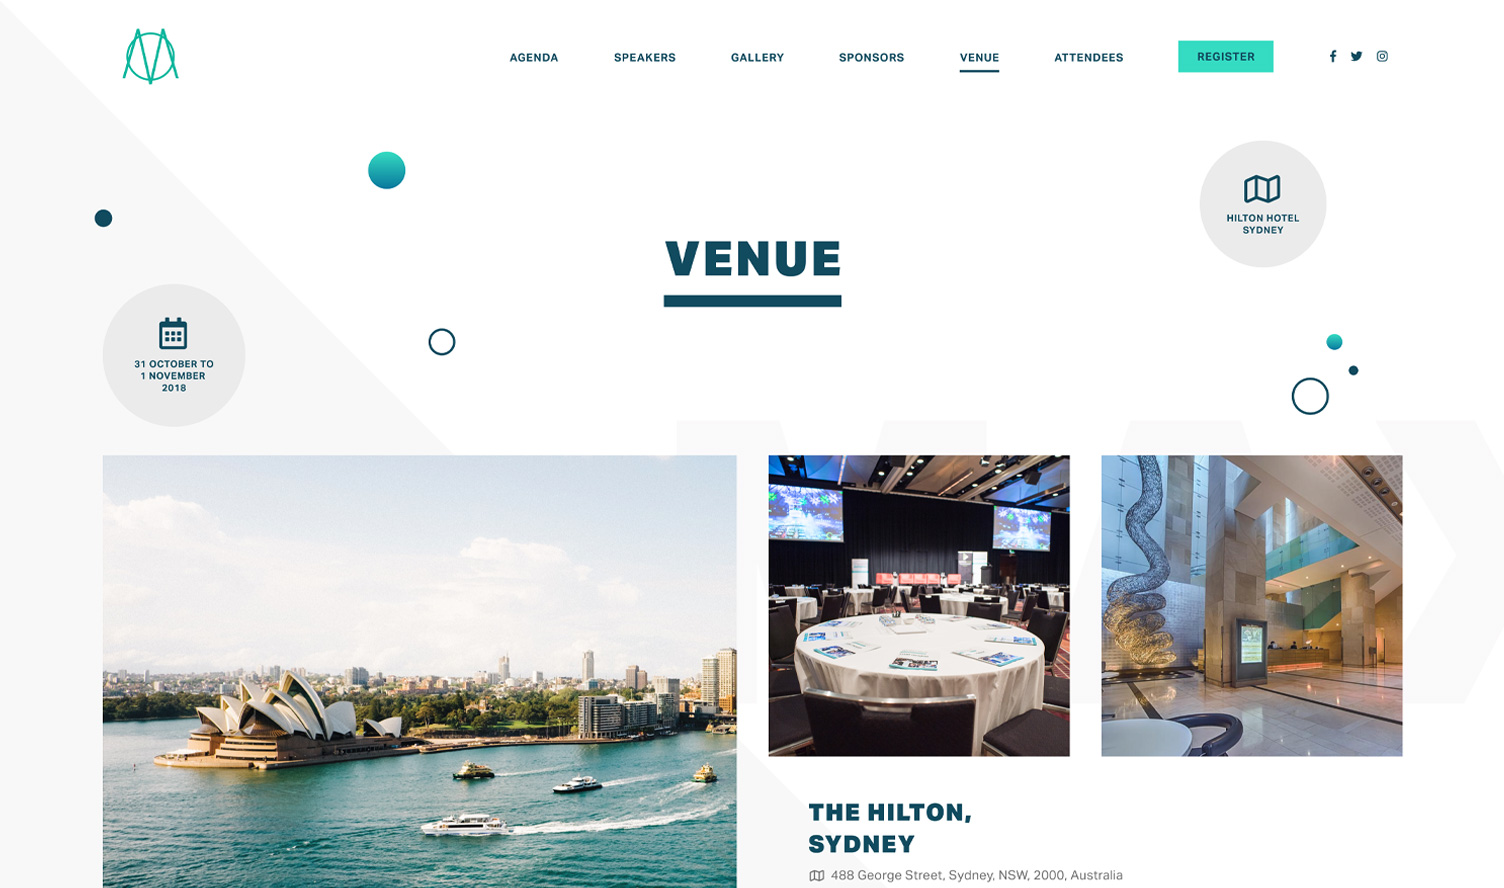 AGENDA
SPEAKERS
GALLERY
SPONSORS
VENUE
ATTENDEES
REGISTER
HILTON HOTEL
SYDNEY
VENUE
31 OCTOBER TO
1 NOVEMBER
2018
THE HILTON,
SYDNEY
488 George Street, Sydney, NSW, 2000, Australia